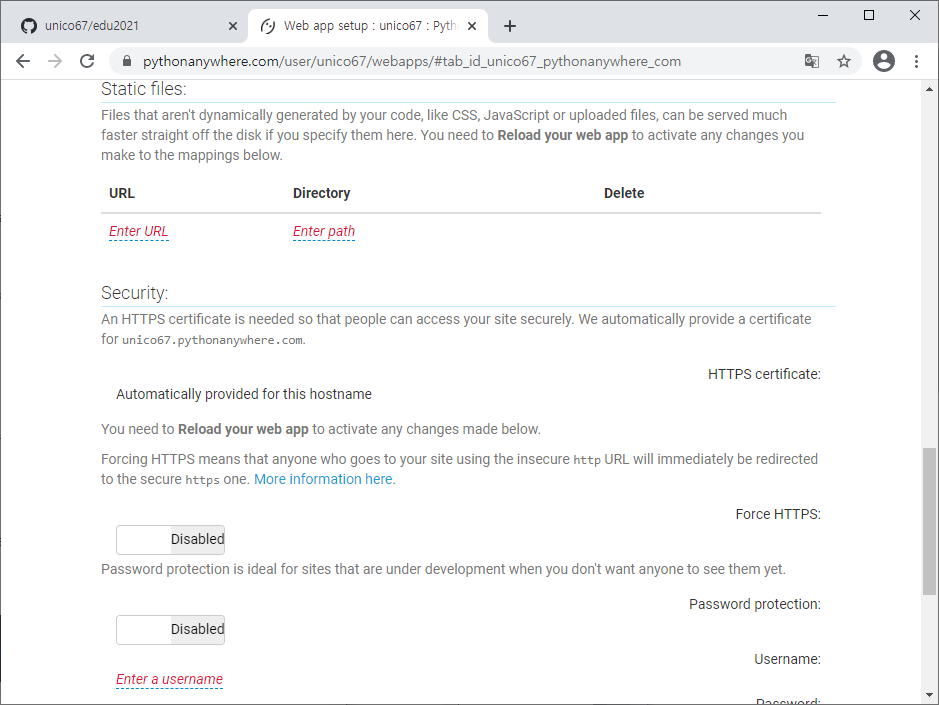 unico67/edu2021
Web app setup : unico67 : Pyth
pythonanywhere.com/user/unico67/webapps/#tab_id_unico67_pythonanywhere_com
Static files:
Files that aren't dynamically generated by your code, like CSS, JavaScript or uploaded files, can be served much
faster straight off the disk if you specify them here. You need to Reload your web app to activate any changes you
make to the mappings below.
URL Directory Delete
Enter URL Enter path
Security:
An HTTPS certificate is needed so that people can access your site securely. We automatically provide a certificate
for unico67.pythonanywhere.com.
HTTPS certificate:
Automatically provided for this hostname
You need to Reload your web app to activate any changes made below.
Forcing HTTPS means that anyone who goes to your site using the insecure http URL will immediately be redirected
to the secure https one. More information here.
Force HTTPS:
Disabled
Password protection is ideal for sites that are under development when you don't want anyone to see them yet.
Password protection:
Disabled
Username:
Enter a username
Password: